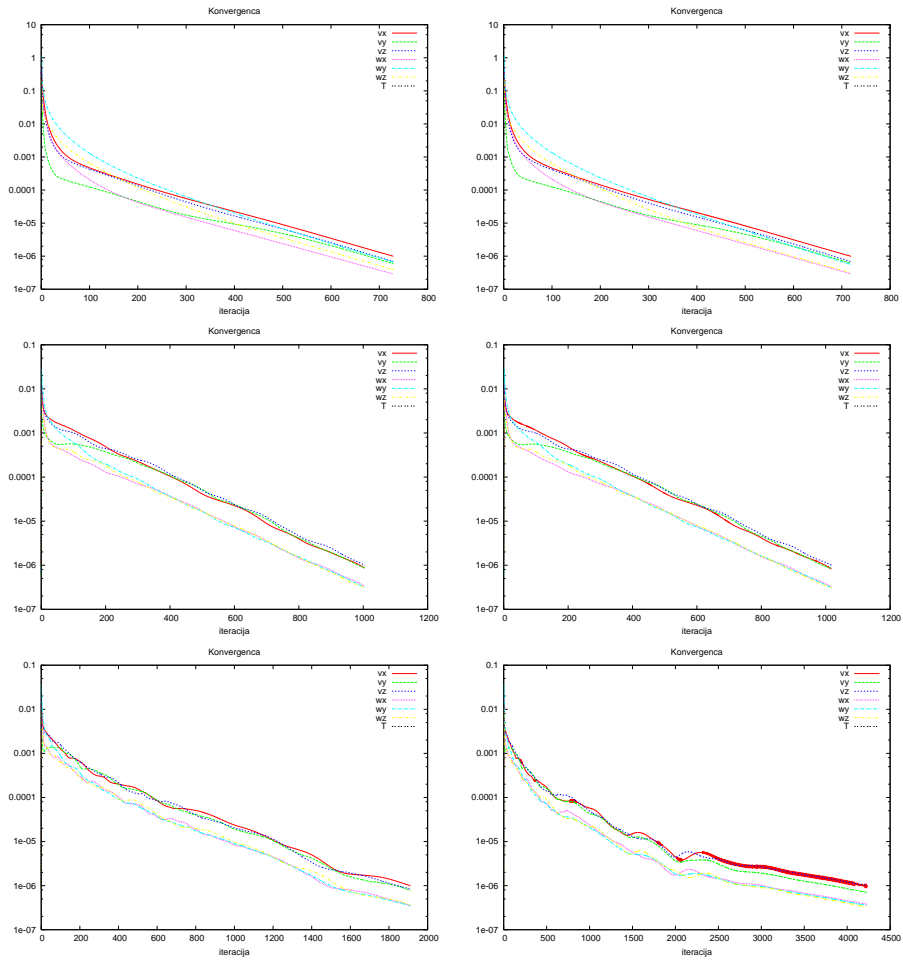 Konvergenca
10
1
0.1
0.01
0.001
0.0001
1e-05
1e-06
1e-07
0 100 200 300 400 500 600 700 800
iteracija
vx
vy
vz
wx
wy
wz
T
Konvergenca
10
1
0.1
0.01
0.001
0.0001
1e-05
1e-06
1e-07
0 100 200 300 400 500 600 700 800
iteracija
vx
vy
vz
wx
wy
wz
T
Konvergenca
0.1
0.01
0.001
0.0001
1e-05
1e-06
1e-07
0 200 400 600 800 1000 1200
iteracija
vx
vy
vz
wx
wy
wz
T
Konvergenca
0.1
0.01
0.001
0.0001
1e-05
1e-06
1e-07
0 200 400 600 800 1000 1200
iteracija
vx
vy
vz
wx
wy
wz
T
Konvergenca
0.1
0.01
0.001
0.0001
1e-05
1e-06
1e-07
0 200 400 600 800 1000 1200 1400 1600 1800 2000
iteracija
vx
vy
vz
wx
wy
wz
T
Konvergenca
0.1
0.01
0.001
0.0001
1e-05
1e-06
1e-07
0 500 1000 1500 2000 2500 3000 3500 4000 4500
iteracija
vx
vy
vz
wx
wy
wz
T